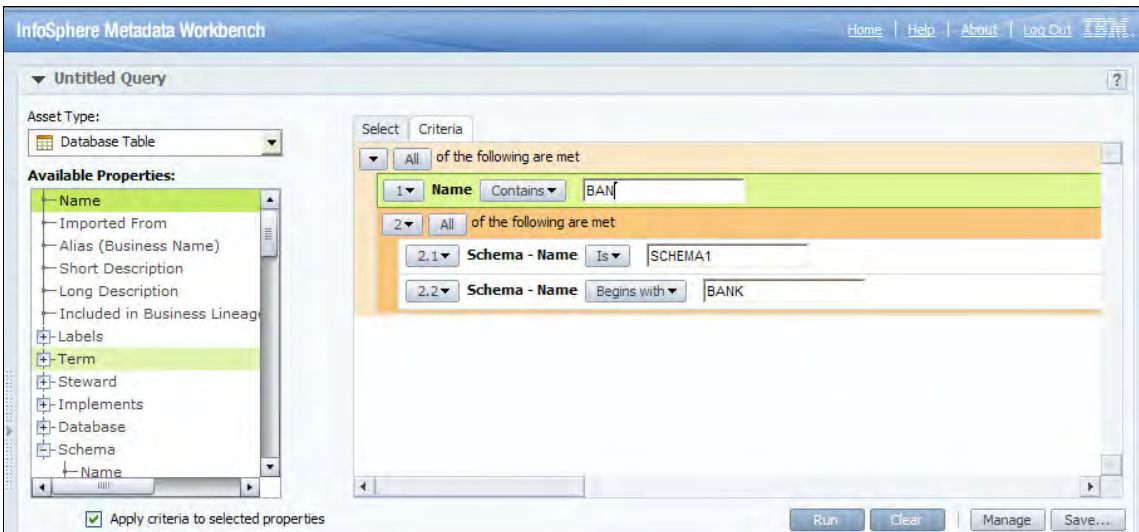 InfoSphere Metadata Workbench
Home | Help | About | Log Out IBM.
Untitled Query ?
Asset Type:
Database Table
Available Properties:
Name
Imported From
Alias (Business Name)
Short Description
Long Description
Included in Business Lineag
Labels
Term
Steward
Implements
Database
Schema
Name
Apply criteria to selected properties
Select Criteria
All of the following are met
1 Name Contains BAN
2 All of the following are met
2.1 Schema - Name Is SCHEMA1
2.2 Schema - Name Begins with BANK
Run Clear | Manage Save...